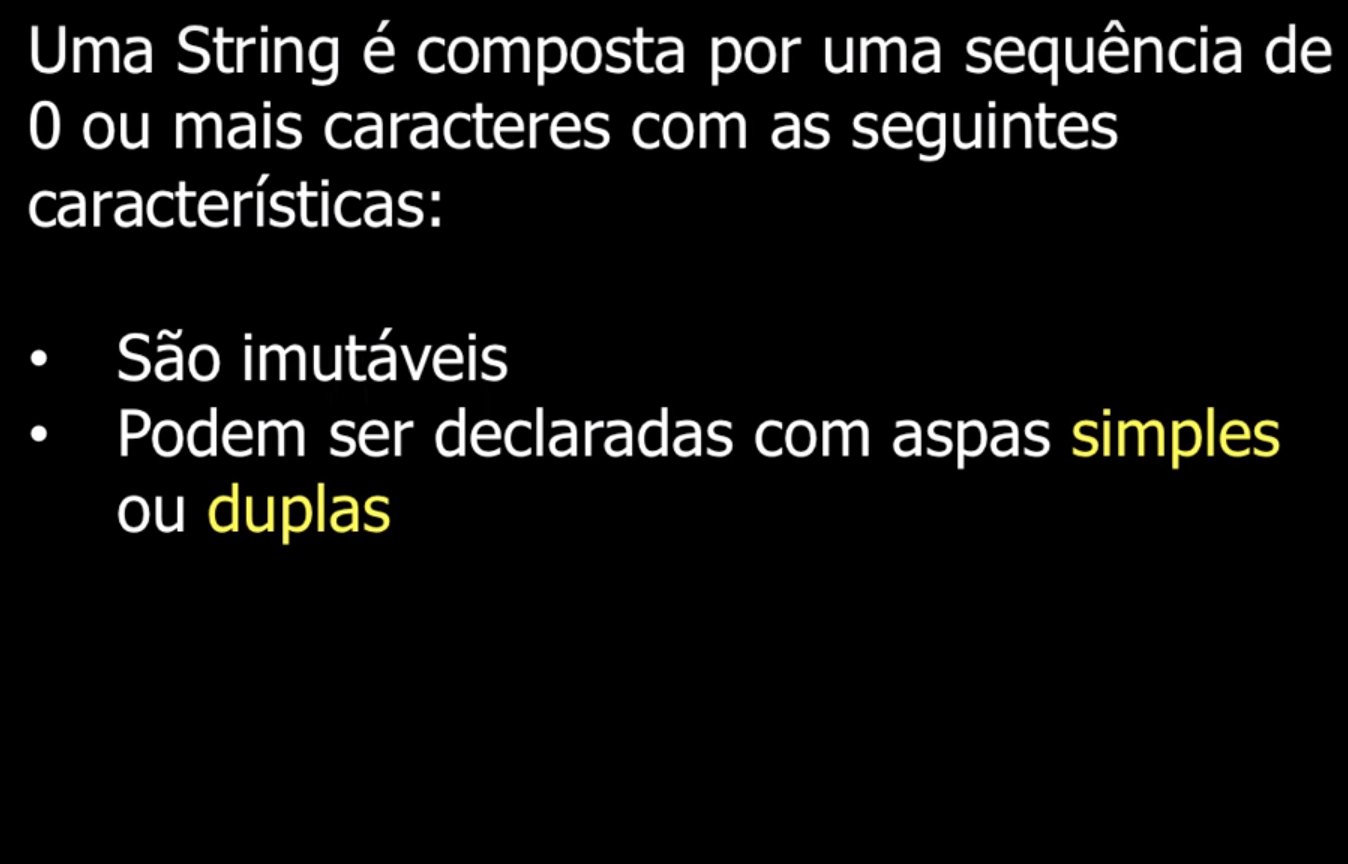 Uma String é composta por uma sequência de
0 ou mais caracteres com as seguintes
características:
• São imutáveis
• Podem ser declaradas com aspas simples
ou duplas